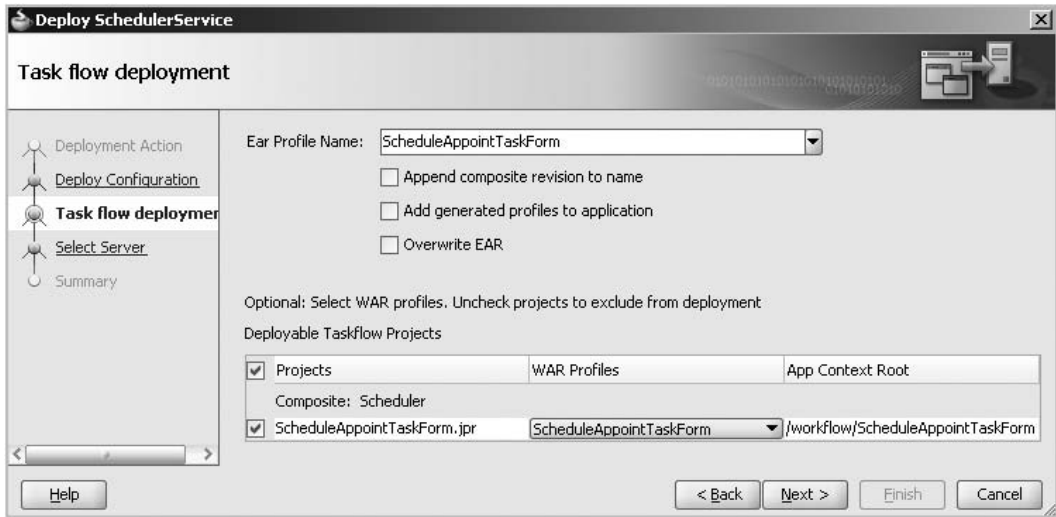 Deploy SchedulerService
Task flow deployment
Deployment Action
Deploy Configuration
Task flow deploymer
Select Server
Summary
Ear Profile Name: ScheduleAppointTaskForm
Append composite revision to name
Add generated profiles to application
Overwrite EAR
Optional: Select WAR profiles. Uncheck projects to exclude from deployment
Deployable Taskflow Projects
Projects WAR Profiles App Context Root
Composite: Scheduler
ScheduleAppointTaskForm.jpr ScheduleAppointTaskForm /workflow/ScheduleAppointTaskForm
Help < Back Next > Finish Cancel